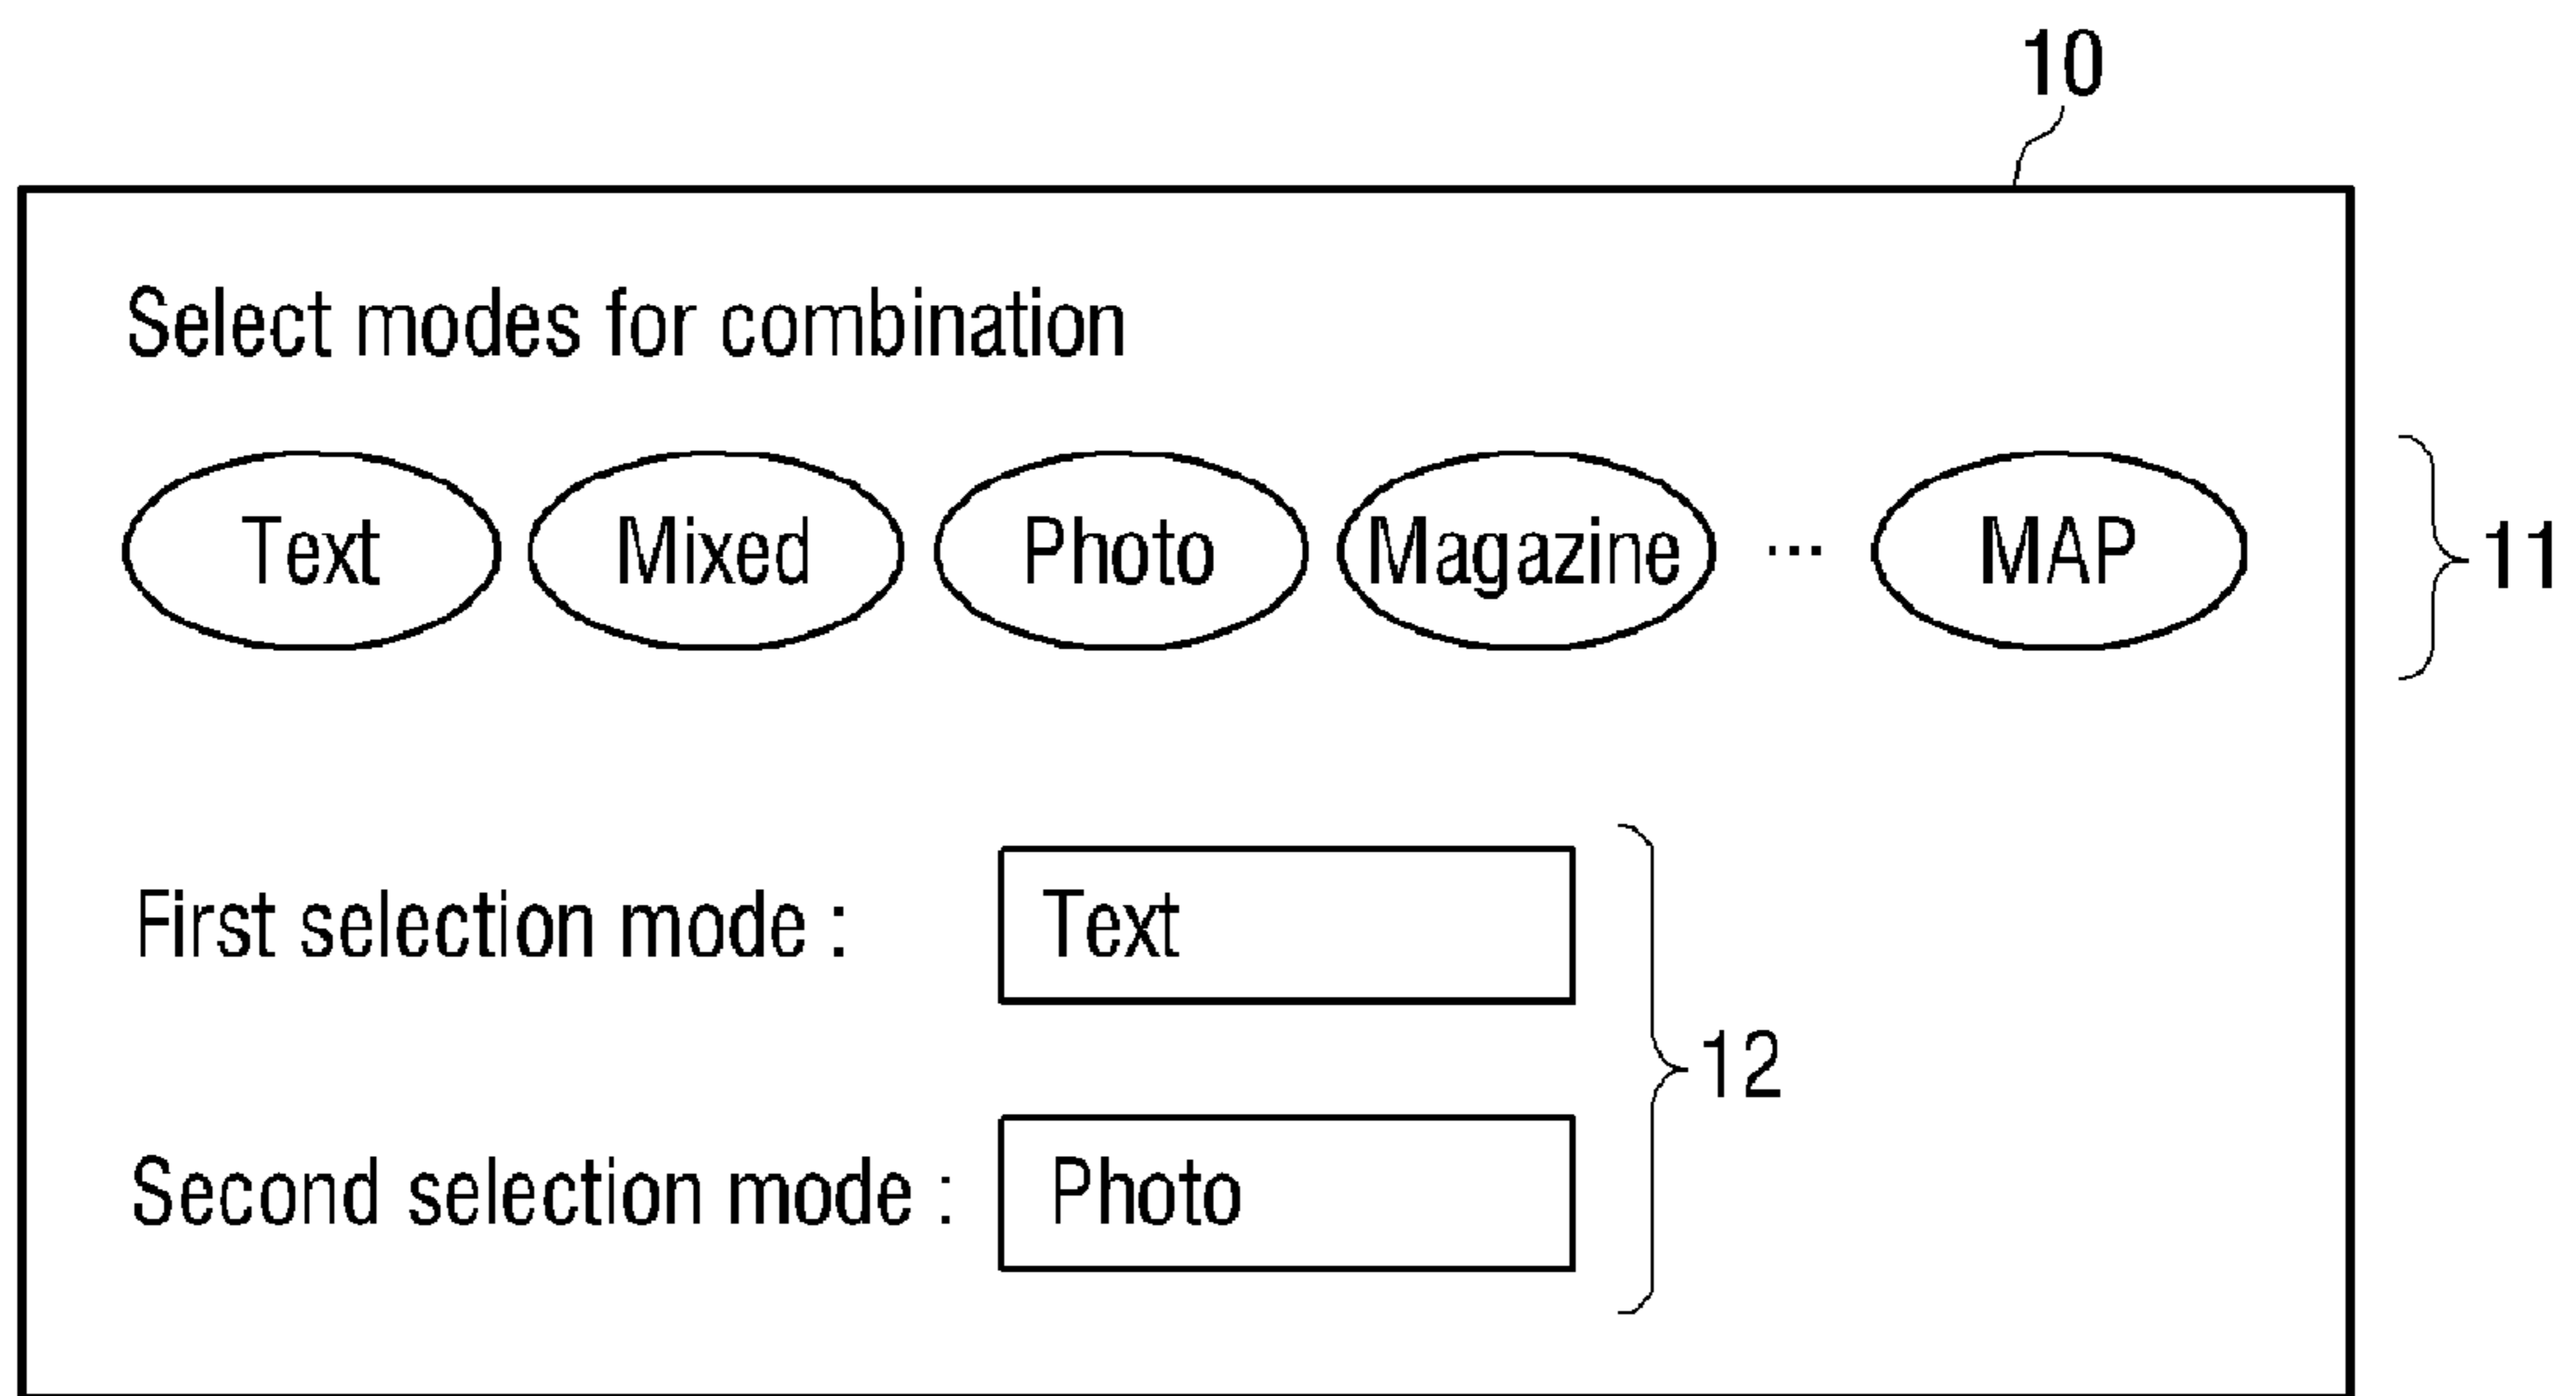 10
Select modes for combination
Text Mixed Photo Magazine ... MAP
11
First selection mode : Text
12
Second selection mode : Photo